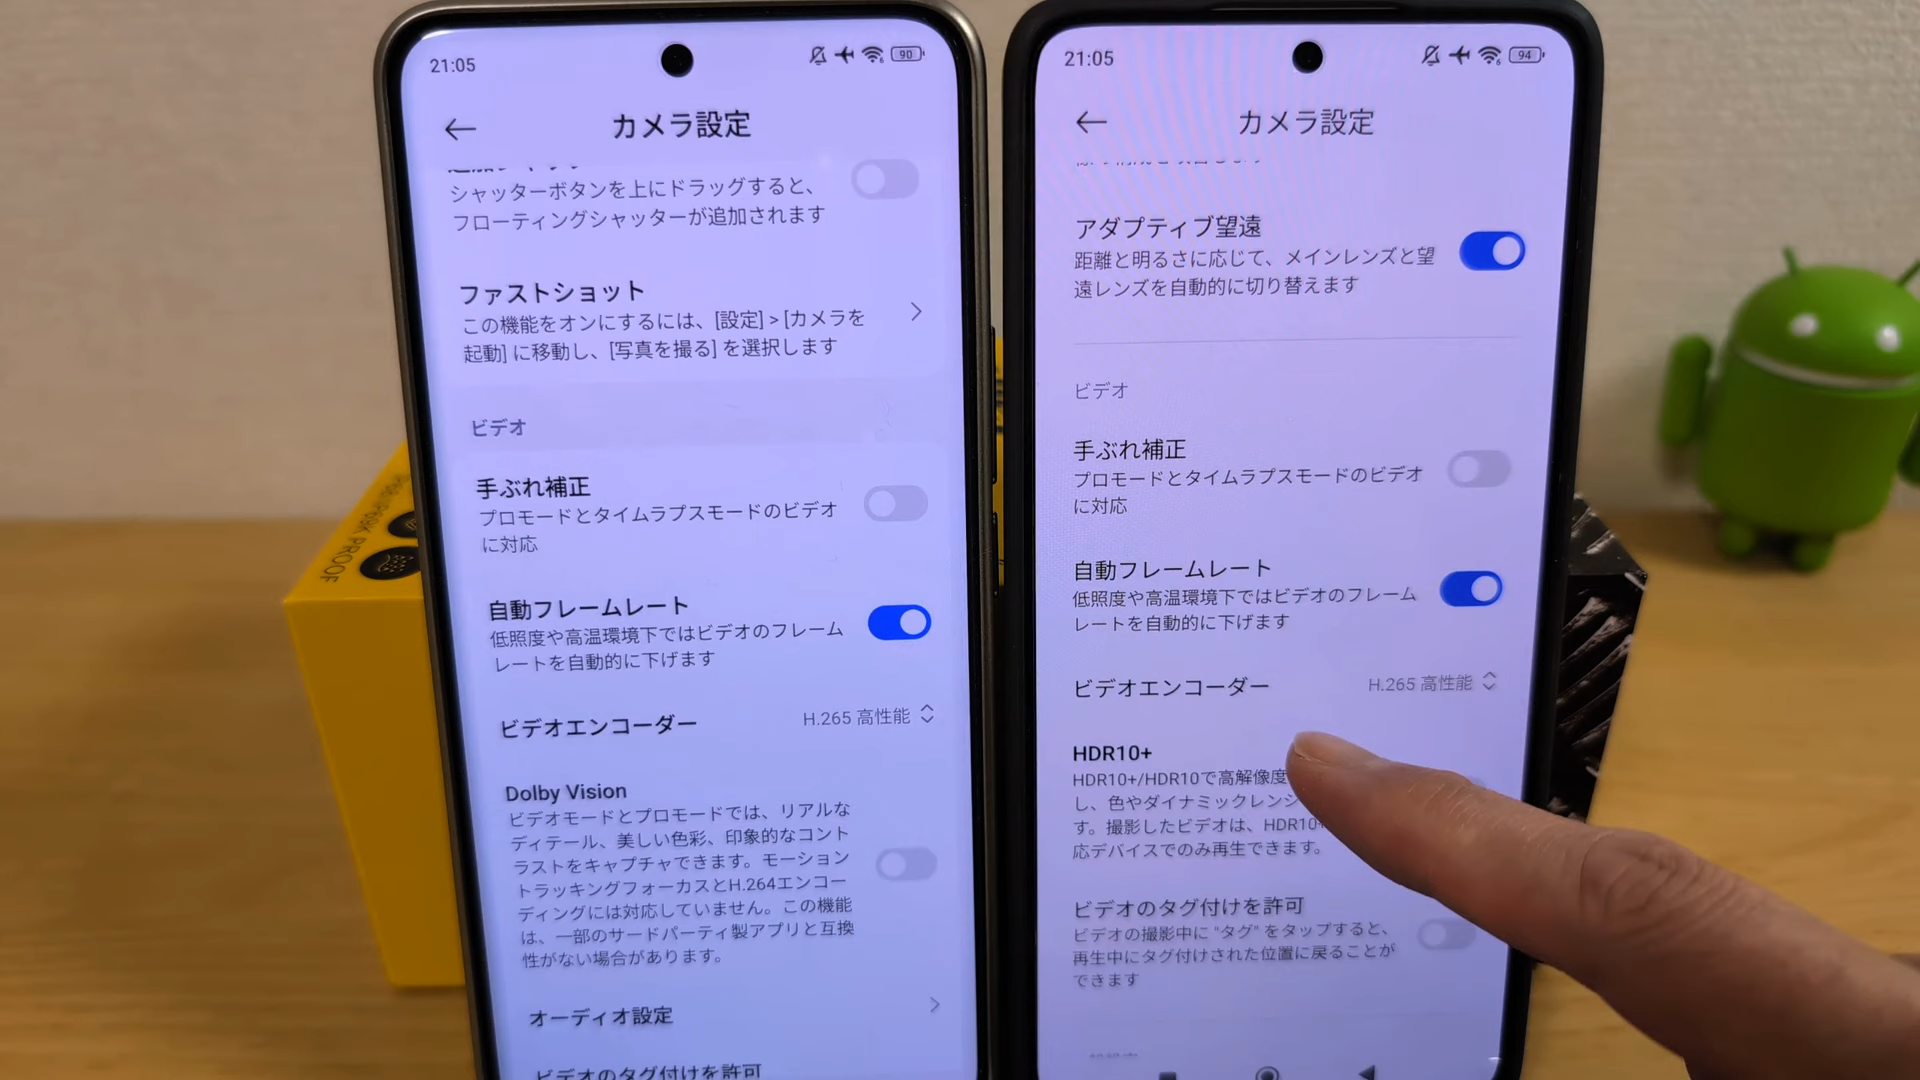 21:05
90
カメラ設定
シャッターボタンを上にドラッグすると、
フローティングシャッターが追加されます
ファストショット
この機能をオンにするには、[設定] > [カメラを
起動] に移動し、[写真を撮る] を選択します
ビデオ
手ぶれ補正
プロモードとタイムラプスモードのビデオ
に対応
自動フレームレート
低照度や高温環境下ではビデオのフレーム
レートを自動的に下げます
ビデオエンコーダー
H.265 高性能
Dolby Vision
ビデオモードとプロモードでは、リアルな
ディテール、美しい色彩、印象的なコント
ラストをキャプチャできます。モーション
トラッキングフォーカスとH.264エンコー
ディングには対応していません。この機能
は、一部のサードパーティ製アプリと互換
性がない場合があります。
オーディオ設定
ビデオのタグ付けを許可
21:05
94
カメラ設定
アダプティブ望遠
距離と明るさに応じて、メインレンズと望
遠レンズを自動的に切り替えます
ビデオ
手ぶれ補正
プロモードとタイムラプスモードのビデオ
に対応
自動フレームレート
低照度や高温環境下ではビデオのフレーム
レートを自動的に下げます
ビデオエンコーダー
H.265 高性能
HDR10+
HDR10+/HDR10で高解像度
し、色やダイナミックレンジ
す。撮影したビデオは、HDR10
応デバイスでのみ再生できます。
ビデオのタグ付けを許可
ビデオの撮影中に "タグ" をタップすると、
再生中にタグ付けされた位置に戻ることが
できます
IP69K PROOF